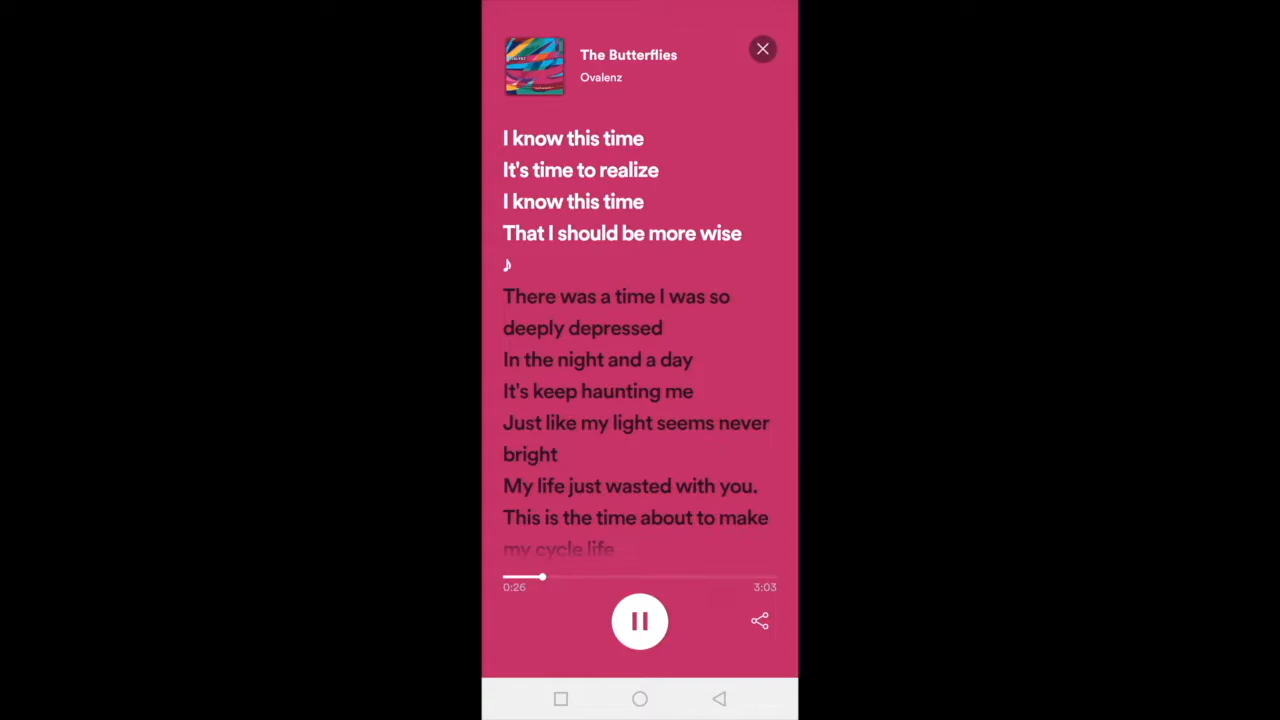 The Butterflies
Ovalenz
I know this time
It's time to realize
I know this time
That I should be more wise
♪
There was a time I was so
deeply depressed
In the night and a day
It's keep haunting me
Just like my light seems never
bright
My life just wasted with you.
This is the time about to make
my cycle life
0:26
3:03